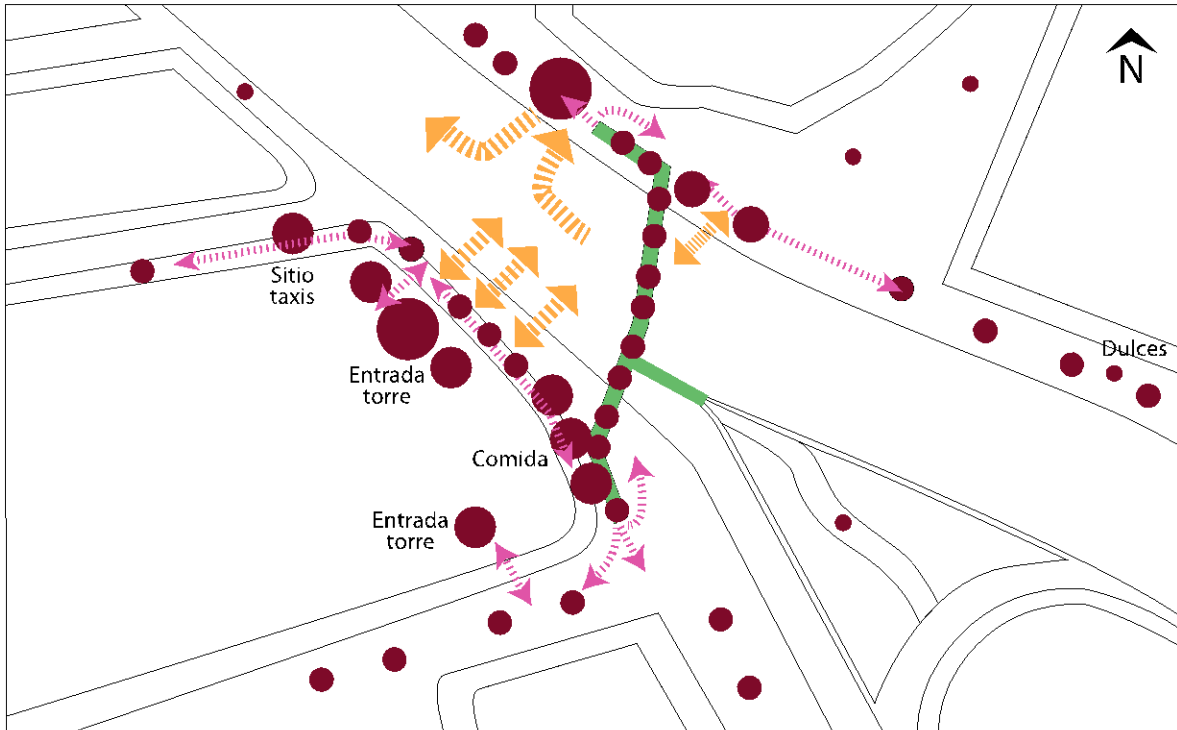 N
Sitio
taxis
Dulces
Entrada
torre
Comida
Entrada
torre